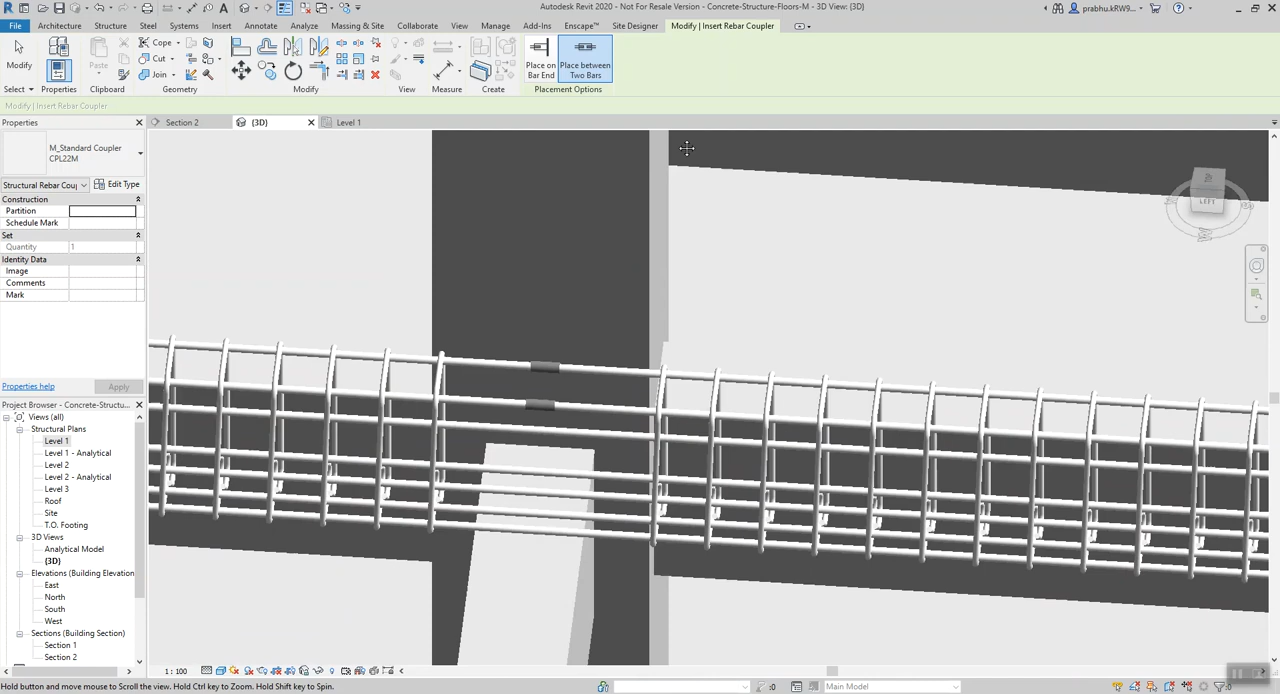 Autodesk Revit 2020 - Not For Resale Version - Concrete-Structure-Floors-M - 3D View: {3D}
prabhu.kRW9...
File Architecture Structure Steel Systems Insert Annotate Analyze Massing & Site Collaborate View Manage Add-Ins Enscape™ Site Designer Modify | Insert Rebar Coupler
Modify
Paste
Cope
Cut
Join
Place on Bar End
Place between Two Bars
Select Properties Clipboard Geometry Modify View Measure Create Placement Options
Modify | Insert Rebar Coupler
Properties
Section 2 {3D} Level 1
M_Standard Coupler
CPL22M
Structural Rebar Coup Edit Type
Construction
Partition
Schedule Mark
Set
Quantity 1
Identity Data
Image
Comments
Mark
LEFT
Properties help Apply
Project Browser - Concrete-Structu...
Views (all)
Structural Plans
Level 1
Level 1 - Analytical
Level 2
Level 2 - Analytical
Level 3
Roof
Site
T.O. Footing
3D Views
Analytical Model
{3D}
Elevations (Building Elevation
East
North
South
West
Sections (Building Section)
Section 1
Section 2
1 : 100
Hold button and move mouse to Scroll the view. Hold Ctrl key to Zoom. Hold Shift key to Spin. :0 Main Model :0